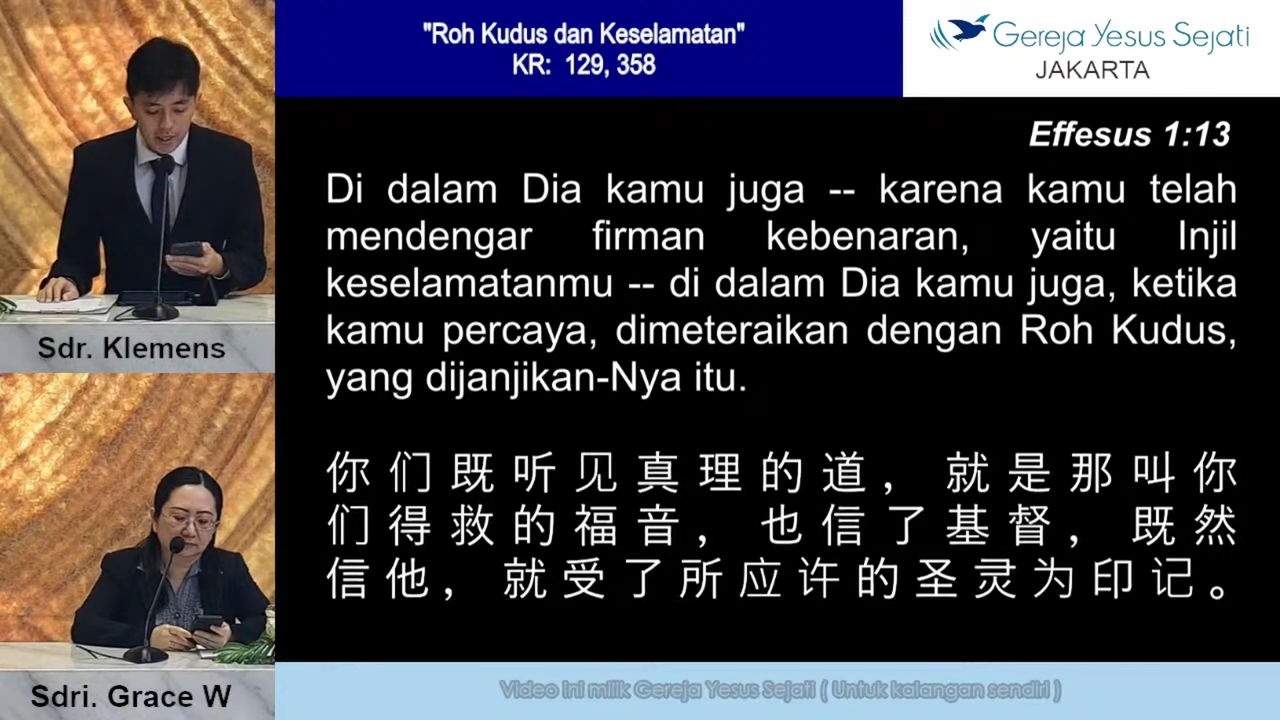 "Roh Kudus dan Keselamatan"
KR: 129, 358
Gereja Yesus Sejati
JAKARTA
Effesus 1:13
Di dalam Dia kamu juga -- karena kamu telah
mendengar firman kebenaran, yaitu Injil
keselamatanmu -- di dalam Dia kamu juga, ketika
kamu percaya, dimeteraikan dengan Roh Kudus,
yang dijanjikan-Nya itu.
你们既听见真理的道，就是那叫你
们得救的福音，也信了基督，既然
信他，就受了所应许的圣灵为印记。
Sdr. Klemens
Sdri. Grace W
Video ini milik Gereja Yesus Sejati ( Untuk kalangan sendiri )